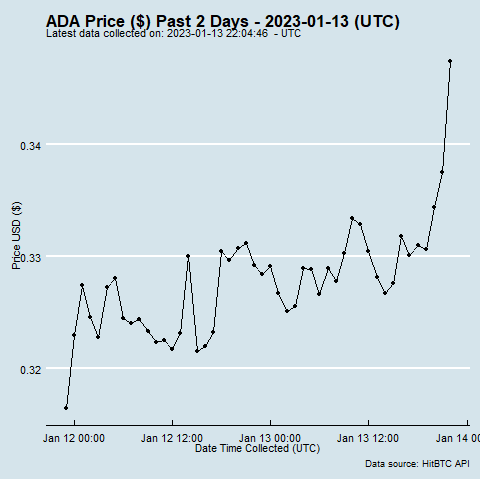 ADA Price ($) Past 2 Days - 2023-01-13 (UTC)
Latest data collected on: 2023-01-13 22:04:46 - UTC
0.34
0.33
0.32
Price USD ($)
Jan 12 00:00 Jan 12 12:00 Jan 13 00:00 Jan 13 12:00 Jan 14 00
Date Time Collected (UTC)
Data source: HitBTC API